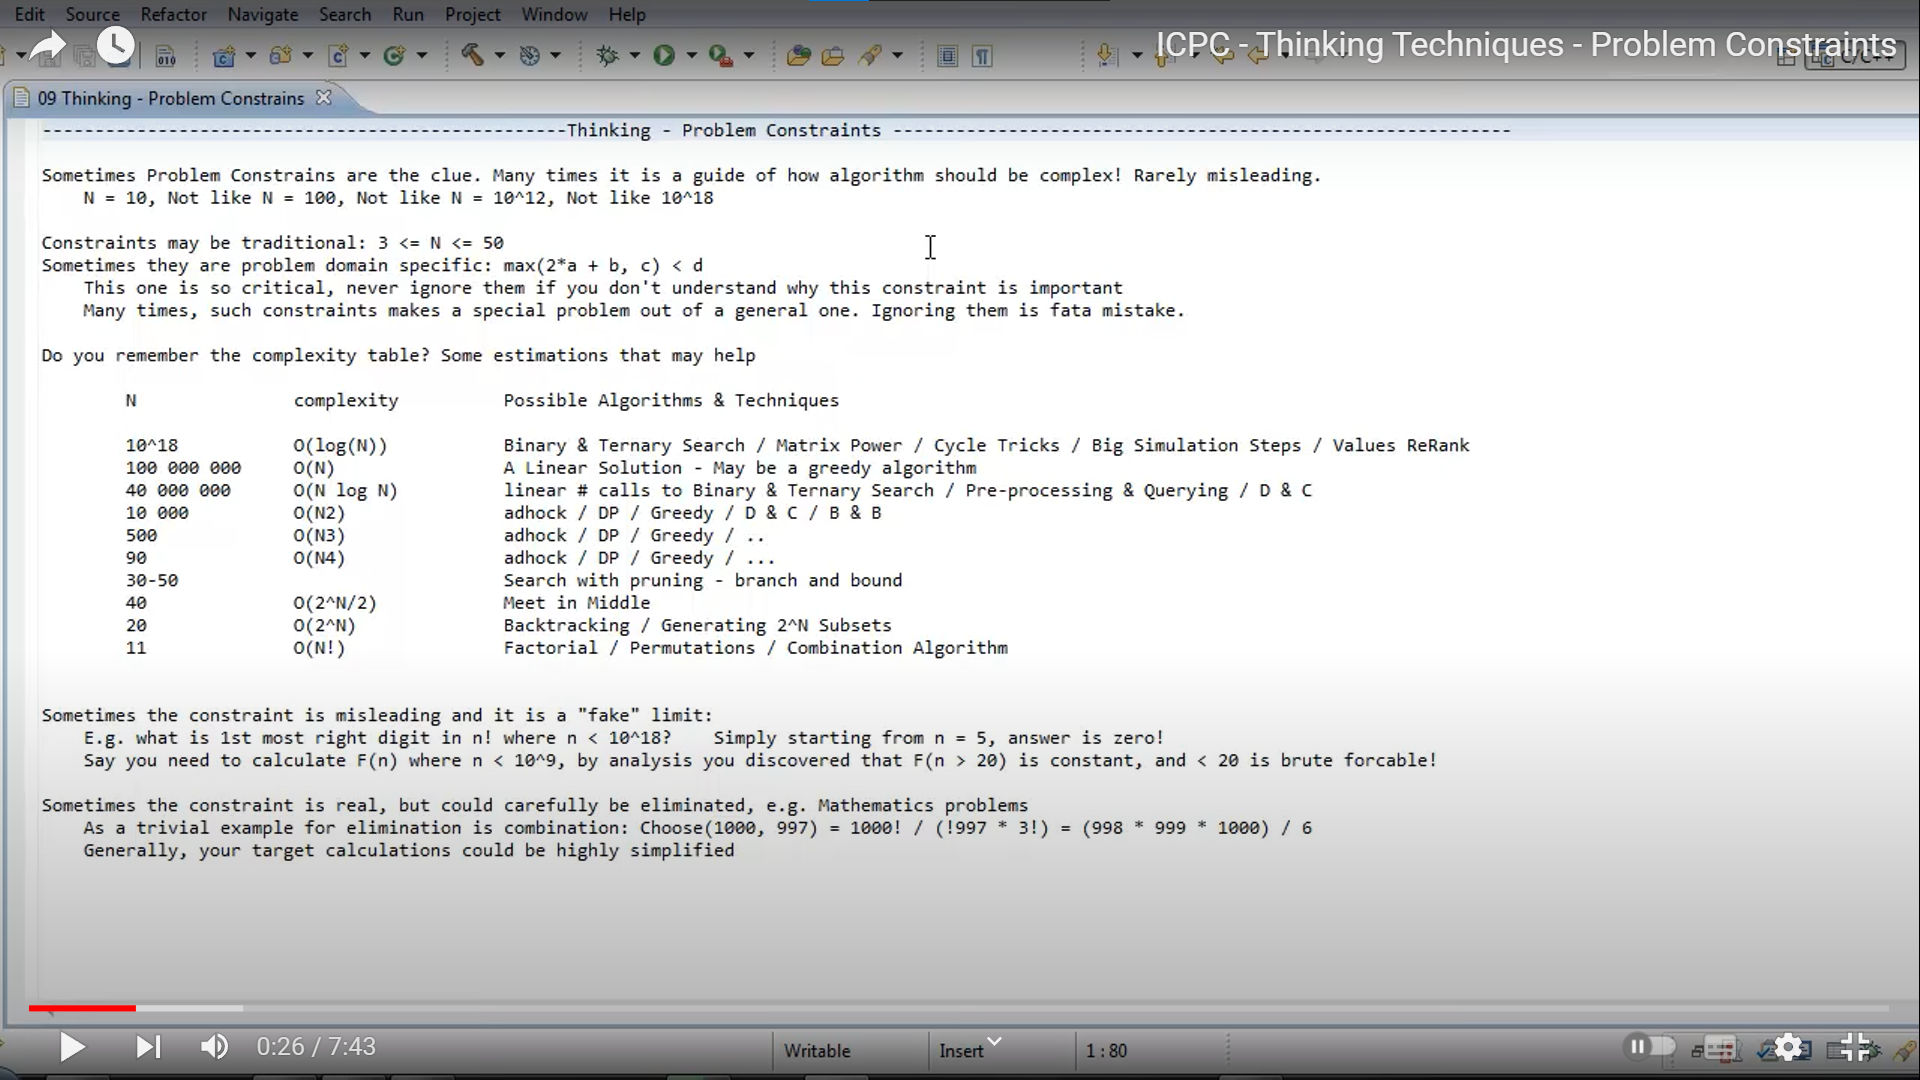 Edit Source Refactor Navigate Search Run Project Window Help
ICPC - Thinking Techniques - Problem Constraints
010
C/C++
09 Thinking - Problem Constrains
--------------------------------------------------Thinking - Problem Constraints -----------------------------------------------------------
Sometimes Problem Constrains are the clue. Many times it is a guide of how algorithm should be complex! Rarely misleading.
N = 10, Not like N = 100, Not like N = 10^12, Not like 10^18
Constraints may be traditional: 3 <= N <= 50
Sometimes they are problem domain specific: max(2*a + b, c) < d
This one is so critical, never ignore them if you don't understand why this constraint is important
Many times, such constraints makes a special problem out of a general one. Ignoring them is fata mistake.
Do you remember the complexity table? Some estimations that may help
N complexity Possible Algorithms & Techniques
10^18 O(log(N)) Binary & Ternary Search / Matrix Power / Cycle Tricks / Big Simulation Steps / Values ReRank
100 000 000 O(N) A Linear Solution - May be a greedy algorithm
40 000 000 O(N log N) linear # calls to Binary & Ternary Search / Pre-processing & Querying / D & C
10 000 O(N2) adhock / DP / Greedy / D & C / B & B
500 O(N3) adhock / DP / Greedy / ..
90 O(N4) adhock / DP / Greedy / ...
30-50 Search with pruning - branch and bound
40 O(2^N/2) Meet in Middle
20 O(2^N) Backtracking / Generating 2^N Subsets
11 O(N!) Factorial / Permutations / Combination Algorithm
Sometimes the constraint is misleading and it is a "fake" limit:
E.g. what is 1st most right digit in n! where n < 10^18? Simply starting from n = 5, answer is zero!
Say you need to calculate F(n) where n < 10^9, by analysis you discovered that F(n > 20) is constant, and < 20 is brute forcable!
Sometimes the constraint is real, but could carefully be eliminated, e.g. Mathematics problems
As a trivial example for elimination is combination: Choose(1000, 997) = 1000! / (!997 * 3!) = (998 * 999 * 1000) / 6
Generally, your target calculations could be highly simplified
0:26 / 7:43
Writable Insert 1 : 80